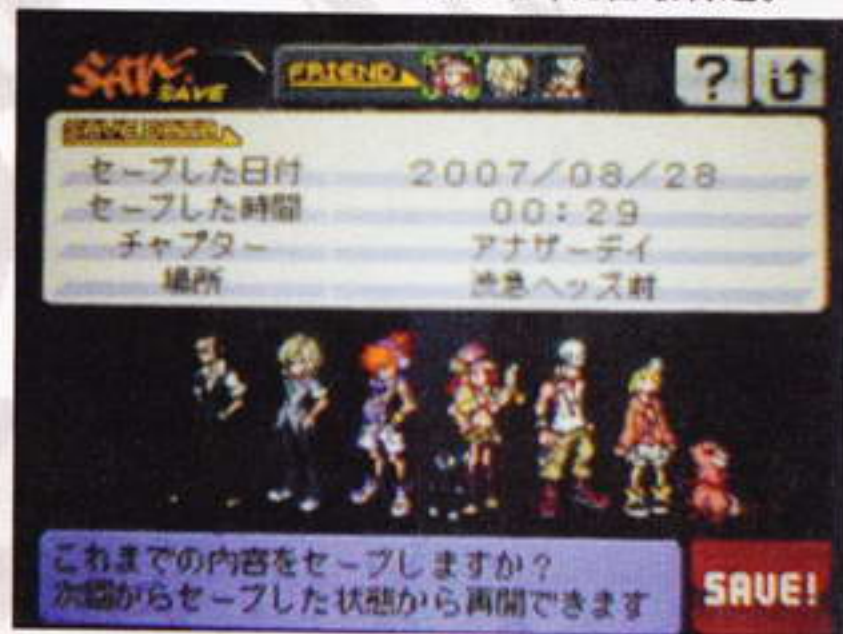 SAVE
FRIEND
? 
SAVE DATA
セーブした日付 2007/08/28
セーブした時間 00:29
チャプター アナザーデイ
場所 渋急ヘッズ前
これまでの内容をセーブしますか?
次回からセーブした状態から再開できます
SAVE!